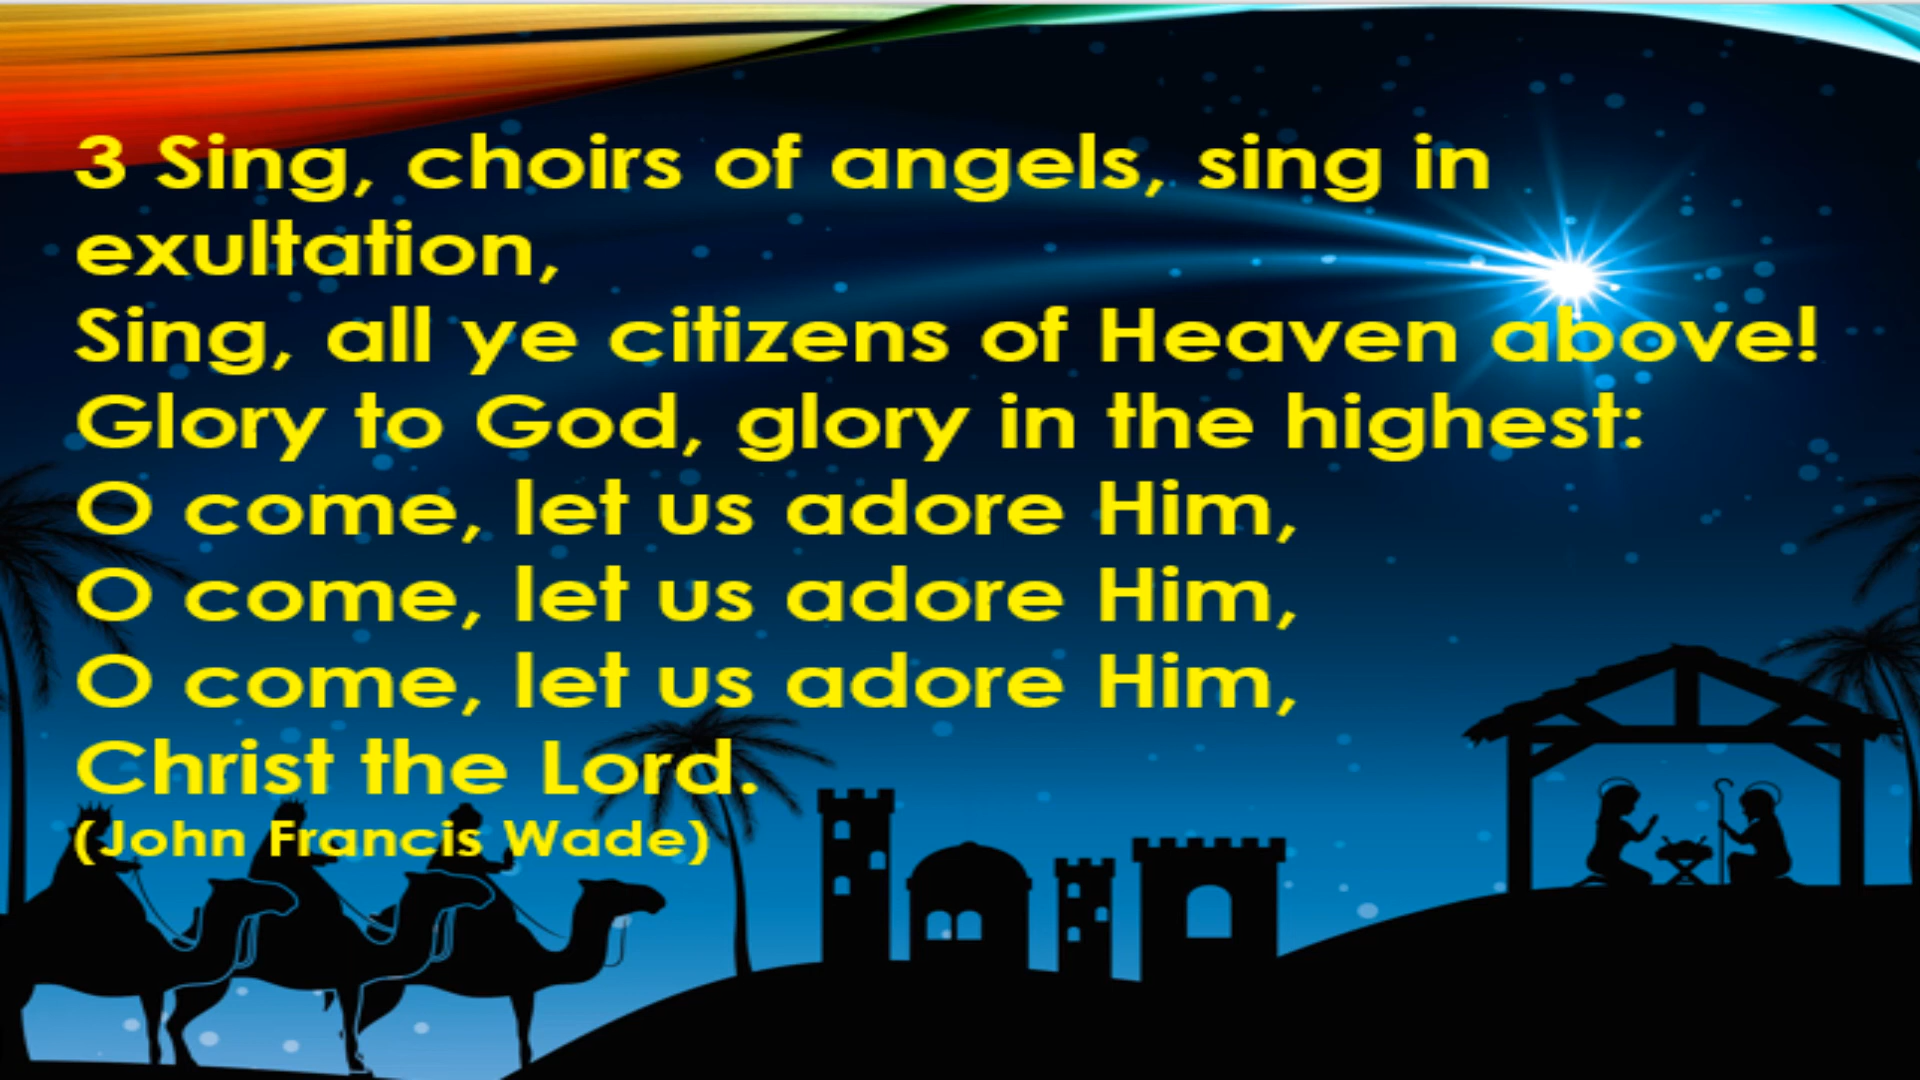 3 Sing, choirs of angels, sing in
exultation,
Sing, all ye citizens of Heaven above!
Glory to God, glory in the highest:
O come, let us adore Him,
O come, let us adore Him,
O come, let us adore Him,
Christ the Lord.
(John Francis Wade)